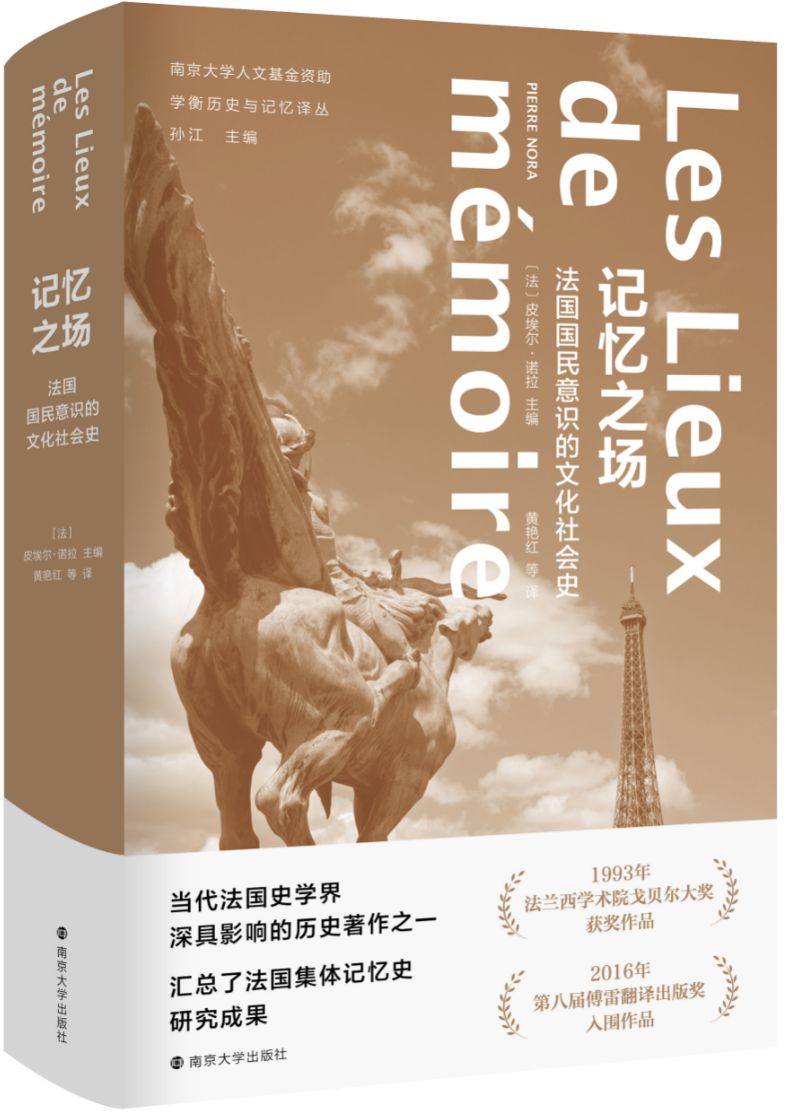 Les Lieux
de
mémoire
记忆
之场
法国
国民意识的
文化社会史
[法]
皮埃尔·诺拉 主编
黄艳红 等 译
南京大学出版社
南京大学人文基金资助
学衡历史与记忆译丛
孙江 主编
Les Lieux
de
mémoire
PIERRE NORA
记忆之场
法国国民意识的文化社会史
〔法〕皮埃尔·诺拉 主编
黄艳红 等 译
当代法国史学界
深具影响的历史著作之一
汇总了法国集体记忆史
研究成果
南京大学出版社
1993年
法兰西学术院戈贝尔大奖
获奖作品
2016年
第八届傅雷翻译出版奖
入围作品